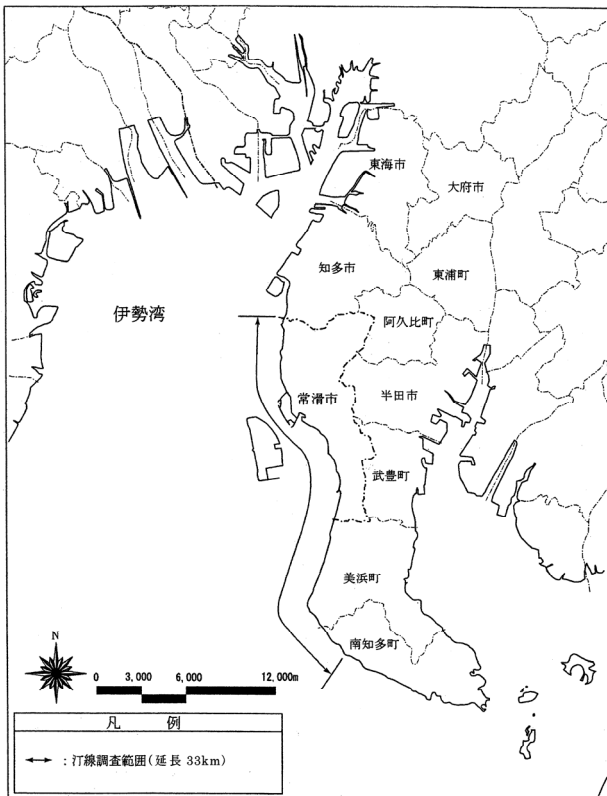 東海市
大府市
知多市
東浦町
伊勢湾
阿久比町
常滑市
半田市
武豊町
美浜町
南知多町
N
0 3,000 6,000 12,000m
凡 例
: 汀線調査範囲(延長 33km)